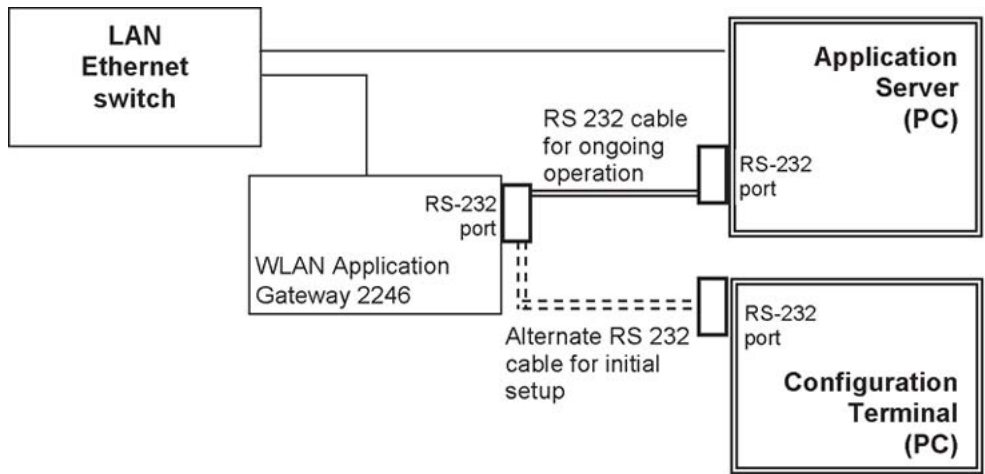 LAN
Ethernet
switch
Application
Server
(PC)
RS 232 cable
for ongoing
operation
RS-232
port
RS-232
port
WLAN Application
Gateway 2246
RS-232
port
Alternate RS 232
cable for initial
setup
Configuration
Terminal
(PC)